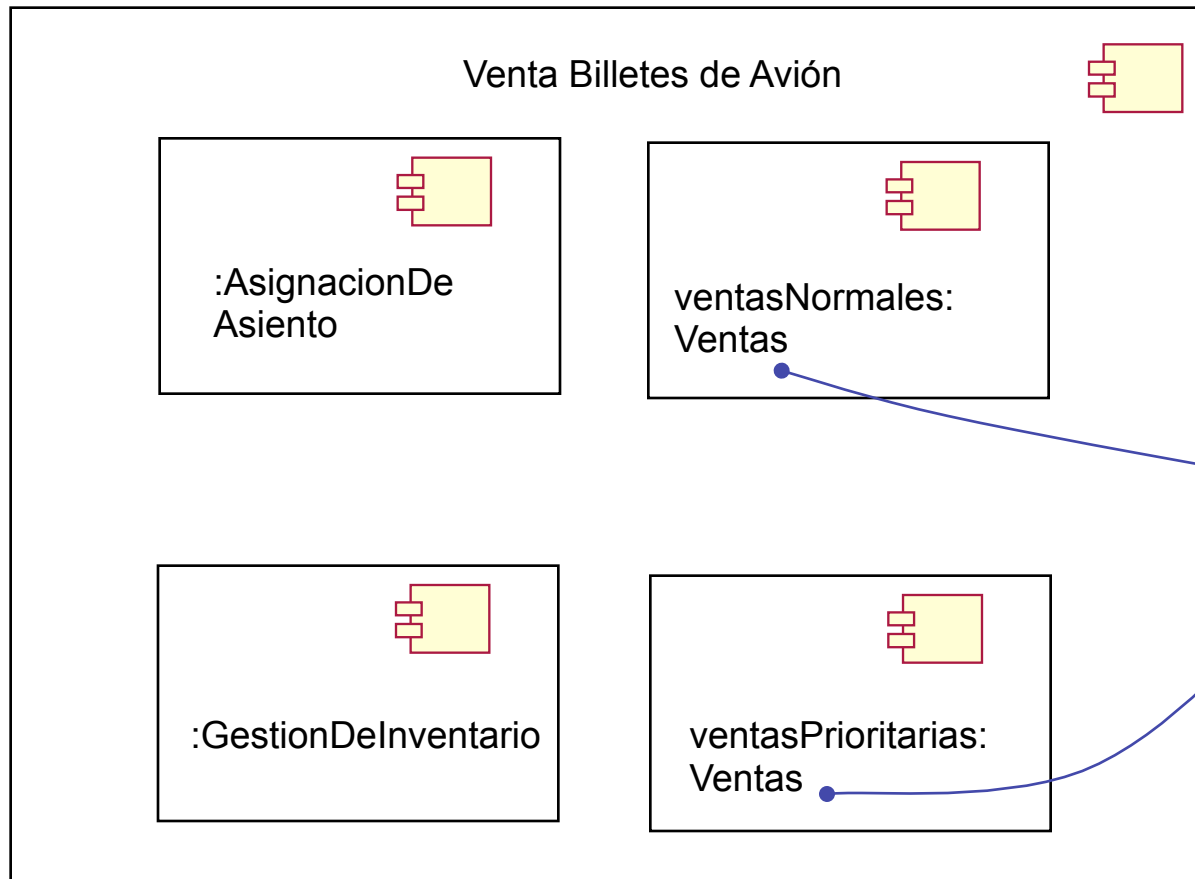 Venta Billetes de Avión
:AsignacionDe
Asiento
ventasNormales:
Ventas
:GestionDeInventario
ventasPrioritarias:
Ventas